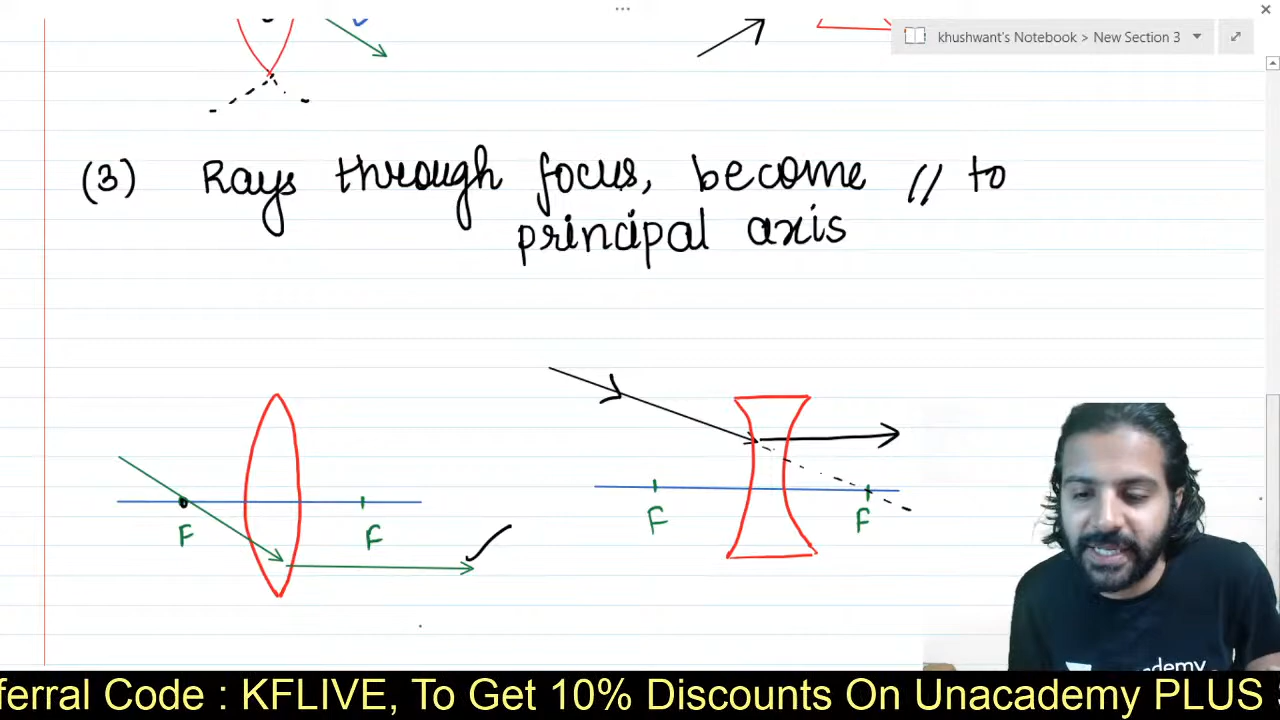 khushwant's Notebook > New Section 3
(3) Rays through focus, become // to
principal axis
F
F
F
F
ferral Code : KFLIVE, To Get 10% Discounts On Unacademy PLUS